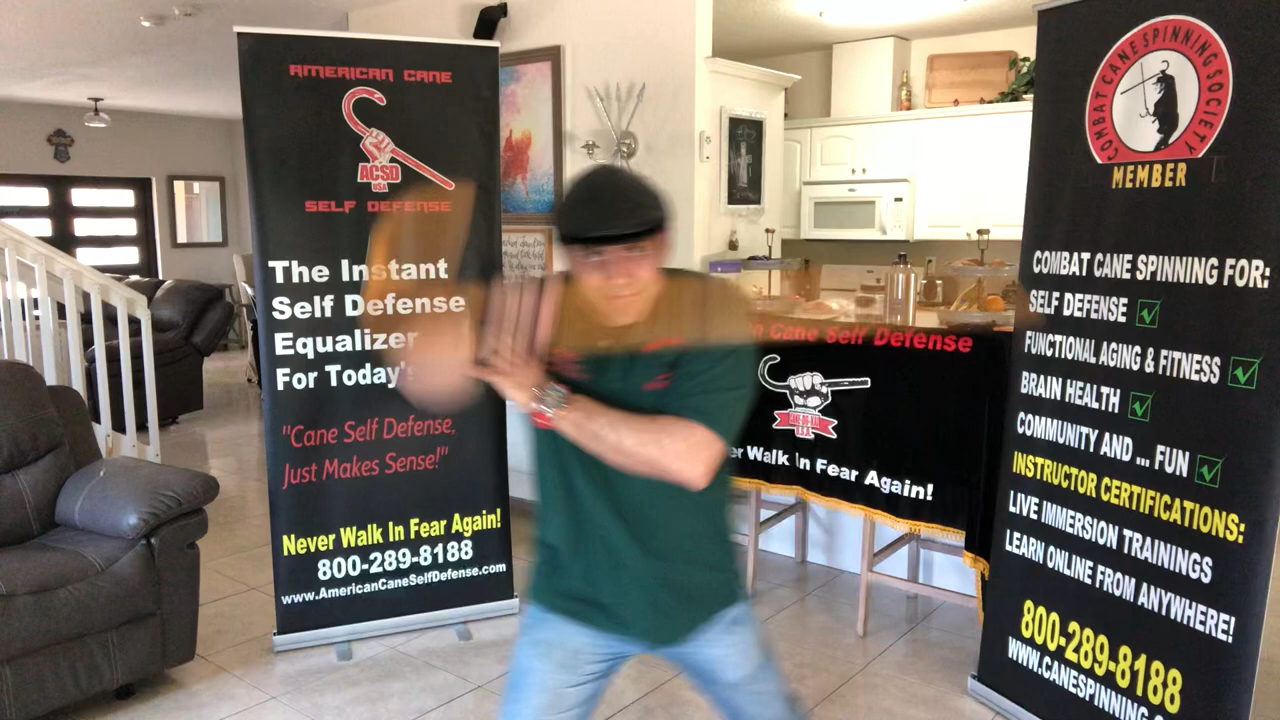 AMERICAN CANE
ACSD
USA
SELF DEFENSE
The Instant
Self Defense
Equalizer
For Today's
"Cane Self Defense,
Just Makes Sense!"
Never Walk In Fear Again!
800-289-8188
www.AmericanCaneSelfDefense.com
Cane Self Defense
U.S.A.
er Walk In Fear Again!
COMBAT CANE SPINNING SOCIETY
MEMBER
COMBAT CANE SPINNING FOR:
SELF DEFENSE
FUNCTIONAL AGING & FITNESS
BRAIN HEALTH
COMMUNITY AND ... FUN
INSTRUCTOR CERTIFICATIONS:
LIVE IMMERSION TRAININGS
LEARN ONLINE FROM ANYWHERE!
800-289-8188
WWW.CANESPINNING.